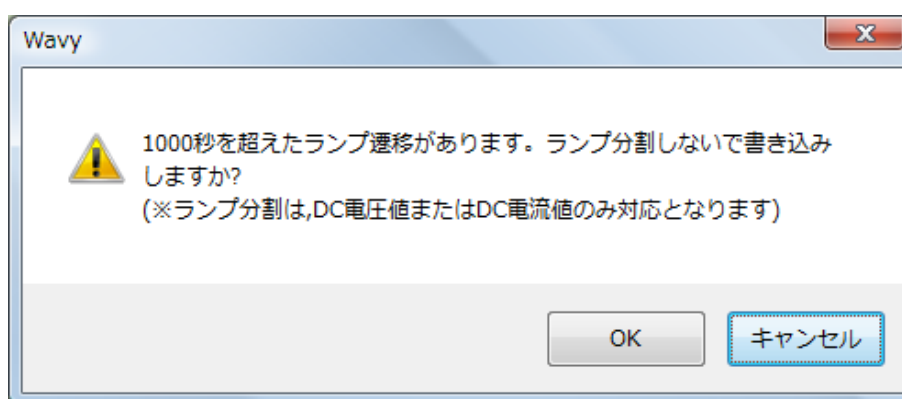 Wavy
1000秒を超えたランプ遷移があります。ランプ分割しないで書き込み
しますか?
(※ランプ分割は,DC電圧値またはDC電流値のみ対応となります)
OK
キャンセル